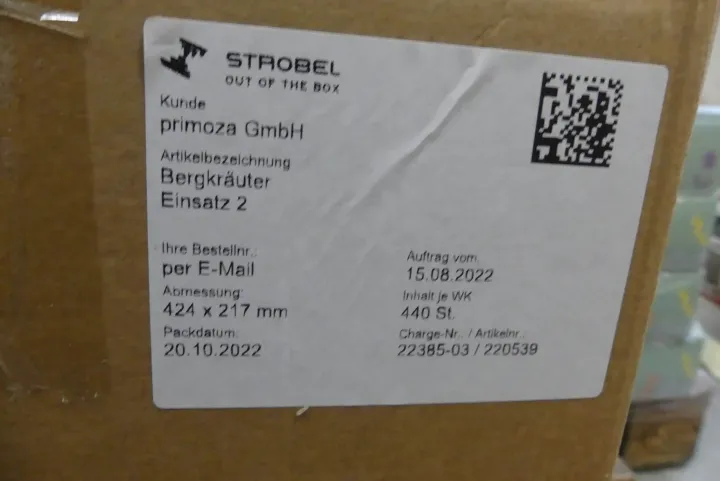 STROBEL
OUT OF THE BOX
Kunde
primoza GmbH
Artikelbezeichnung
Bergkräuter
Einsatz 2
Ihre Bestellnr.:
per E-Mail
Abmessung:
424 x 217 mm
Packdatum:
20.10.2022
Auftrag vom:
15.08.2022
Inhalt je WK
440 St.
Charge-Nr.: / Artikelnr.:
22385-03 / 220539